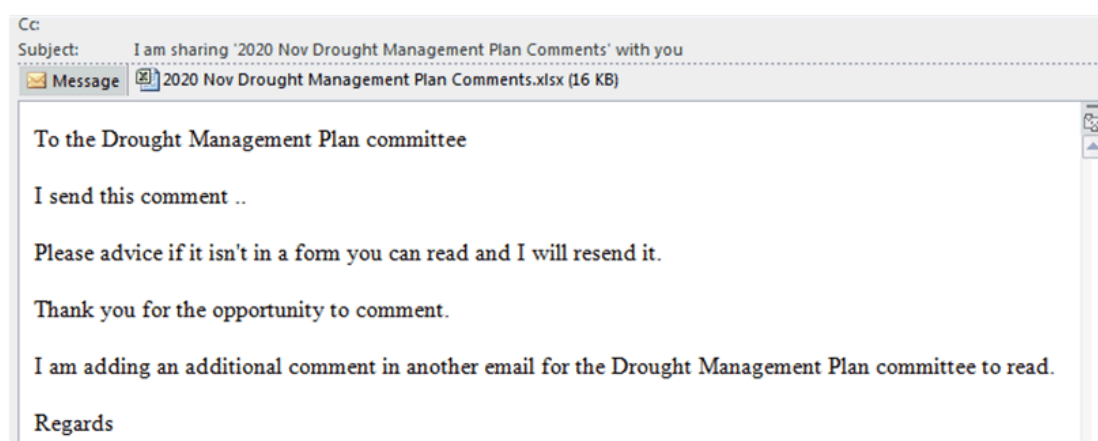 Cc:
Subject: I am sharing '2020 Nov Drought Management Plan Comments' with you
Message 2020 Nov Drought Management Plan Comments.xlsx (16 KB)
To the Drought Management Plan committee
I send this comment ..
Please advice if it isn't in a form you can read and I will resend it.
Thank you for the opportunity to comment.
I am adding an additional comment in another email for the Drought Management Plan committee to read.
Regards